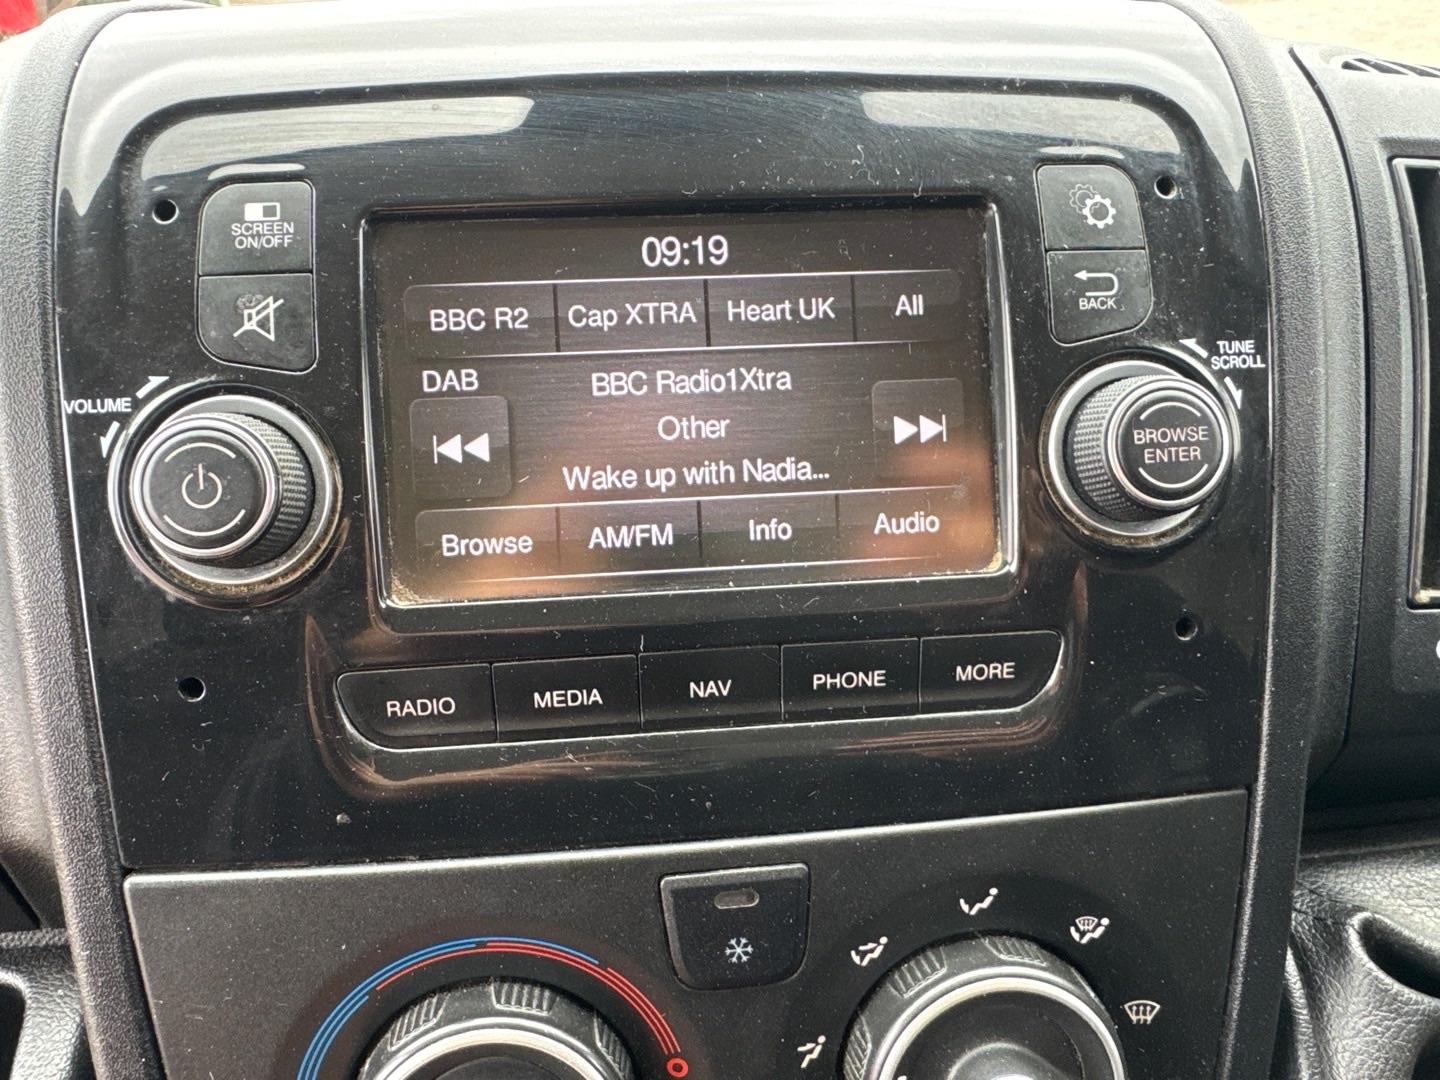 SCREEN
ON/OFF
09:19
BBC R2 Cap XTRA Heart UK All
BACK
TUNE
SCROLL
VOLUME
DAB BBC Radio1Xtra
Other
Wake up with Nadia...
BROWSE
ENTER
Browse AM/FM Info Audio
RADIO MEDIA NAV PHONE MORE